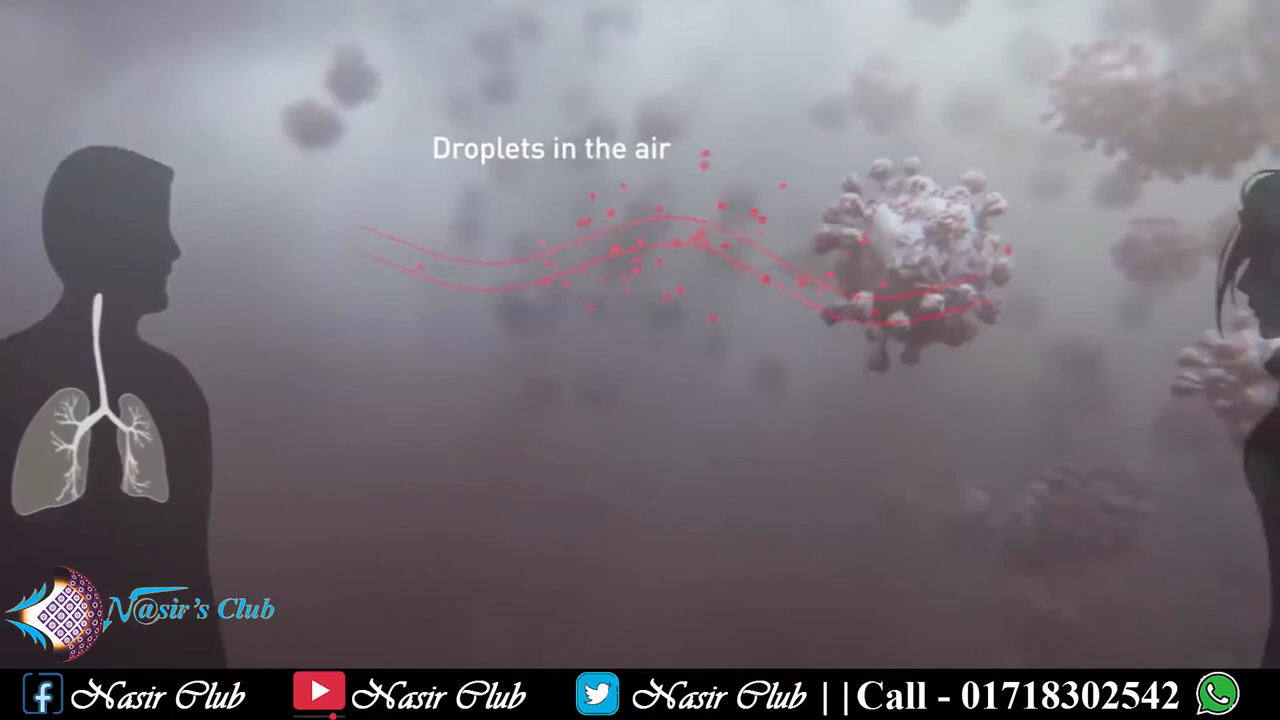 Droplets in the air
N@sir's Club
Nasir Club Nasir Club Nasir Club ||Call - 01718302542